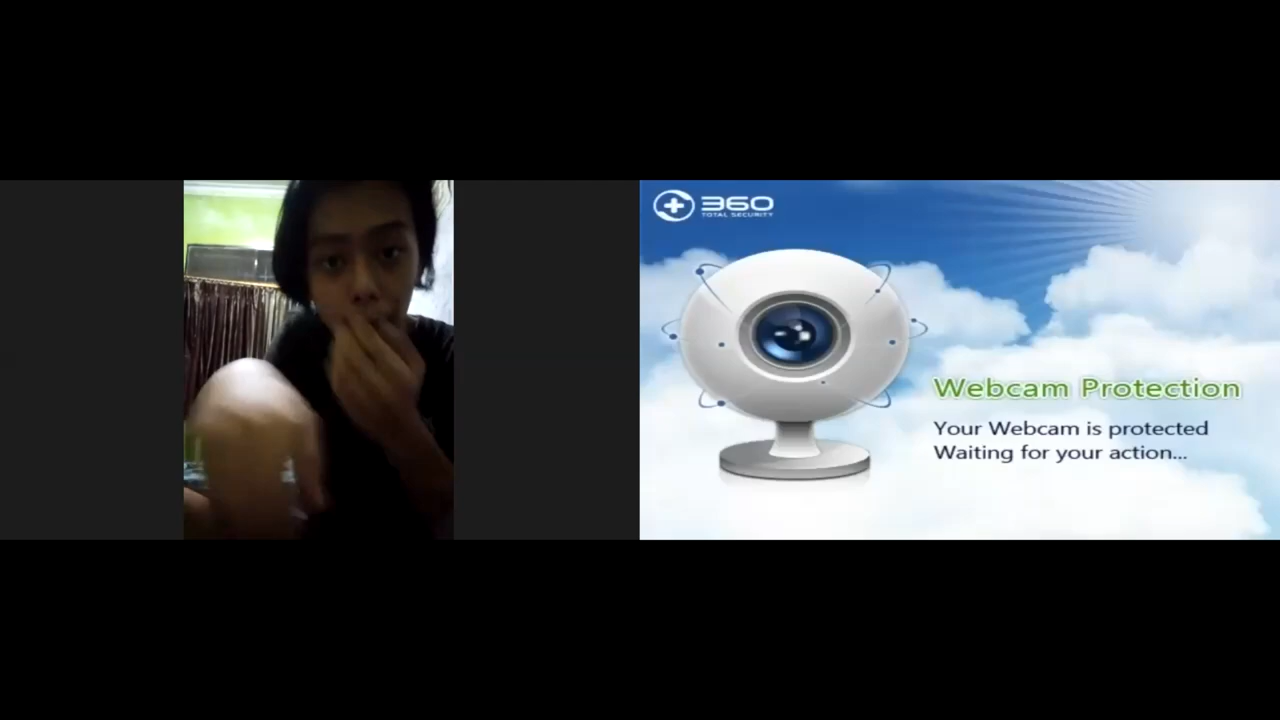 360
TOTAL SECURITY
Webcam Protection
Your Webcam is protected
Waiting for your action...